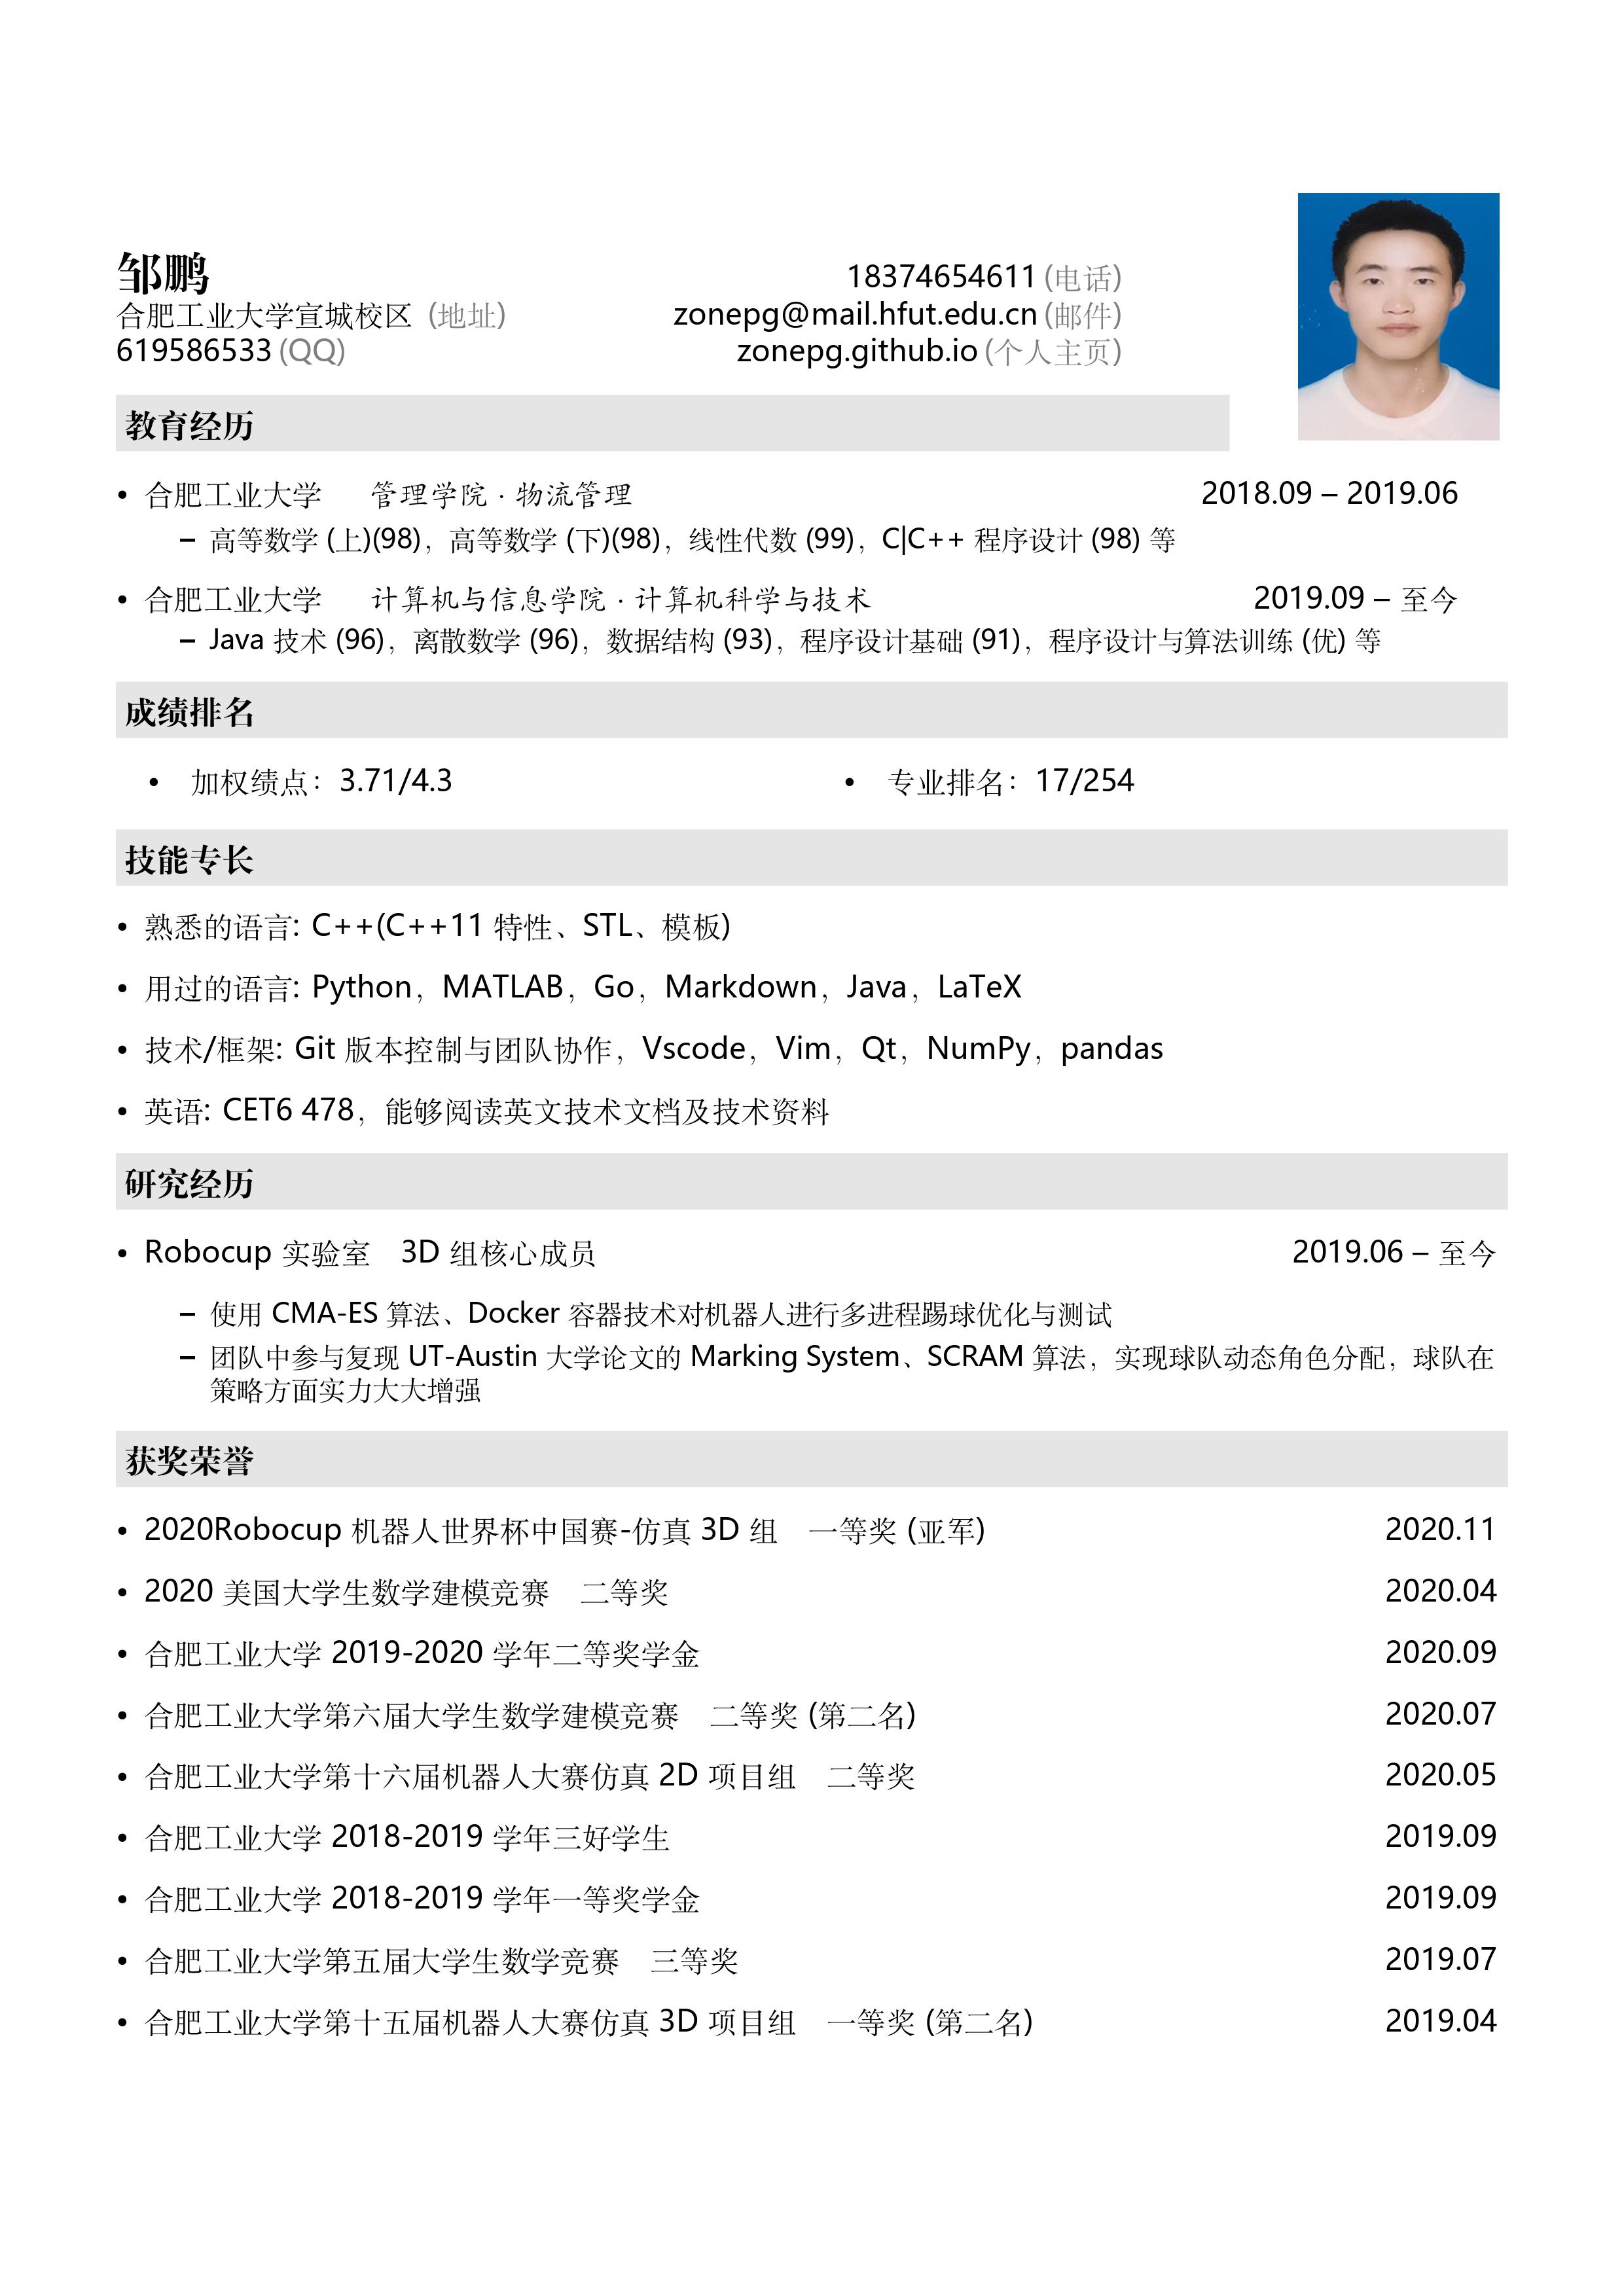 邹鹏
合肥工业大学宣城校区 (地址)
619586533 (QQ)
18374654611 (电话)
zonepg@mail.hfut.edu.cn (邮件)
zonepg.github.io (个人主页)
教育经历
• 合肥工业大学 管理学院 · 物流管理 2018.09 – 2019.06
– 高等数学 (上)(98)，高等数学 (下)(98)，线性代数 (99)，C|C++ 程序设计 (98) 等
• 合肥工业大学 计算机与信息学院 · 计算机科学与技术 2019.09 – 至今
– Java 技术 (96)，离散数学 (96)，数据结构 (93)，程序设计基础 (91)，程序设计与算法训练 (优) 等
成绩排名
• 加权绩点：3.71/4.3 • 专业排名：17/254
技能专长
• 熟悉的语言: C++(C++11 特性、STL、模板)
• 用过的语言: Python，MATLAB，Go，Markdown，Java，LaTeX
• 技术/框架: Git 版本控制与团队协作，Vscode，Vim，Qt，NumPy，pandas
• 英语: CET6 478，能够阅读英文技术文档及技术资料
研究经历
• Robocup 实验室 3D 组核心成员 2019.06 – 至今
– 使用 CMA-ES 算法、Docker 容器技术对机器人进行多进程踢球优化与测试
– 团队中参与复现 UT-Austin 大学论文的 Marking System、SCRAM 算法，实现球队动态角色分配，球队在
策略方面实力大大增强
获奖荣誉
• 2020Robocup 机器人世界杯中国赛-仿真 3D 组 一等奖 (亚军) 2020.11
• 2020 美国大学生数学建模竞赛 二等奖 2020.04
• 合肥工业大学 2019-2020 学年二等奖学金 2020.09
• 合肥工业大学第六届大学生数学建模竞赛 二等奖 (第二名) 2020.07
• 合肥工业大学第十六届机器人大赛仿真 2D 项目组 二等奖 2020.05
• 合肥工业大学 2018-2019 学年三好学生 2019.09
• 合肥工业大学 2018-2019 学年一等奖学金 2019.09
• 合肥工业大学第五届大学生数学竞赛 三等奖 2019.07
• 合肥工业大学第十五届机器人大赛仿真 3D 项目组 一等奖 (第二名) 2019.04